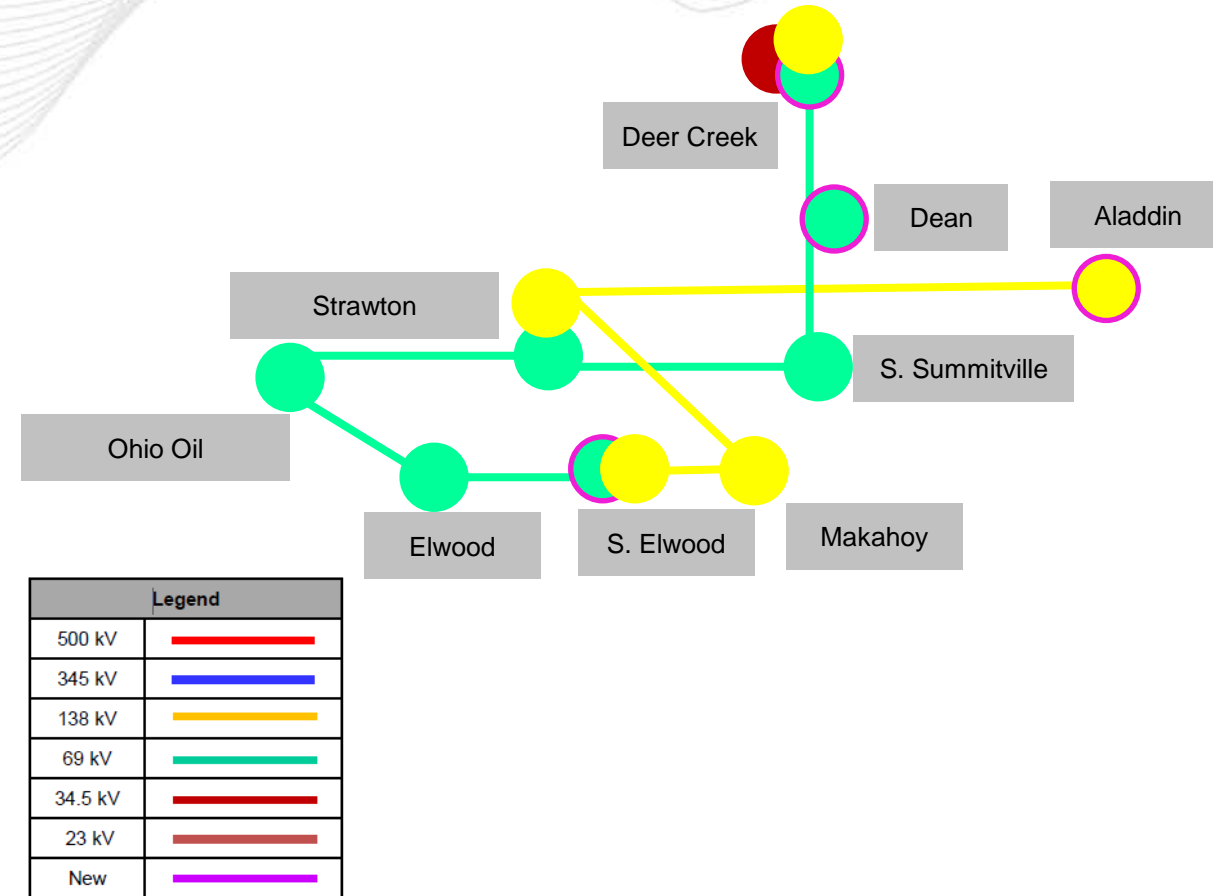 Deer Creek
Dean
Aladdin
Strawton
S. Summitville
Ohio Oil
Elwood
S. Elwood
Makahoy
Legend
500 kV
345 kV
138 kV
69 kV
34.5 kV
23 kV
New